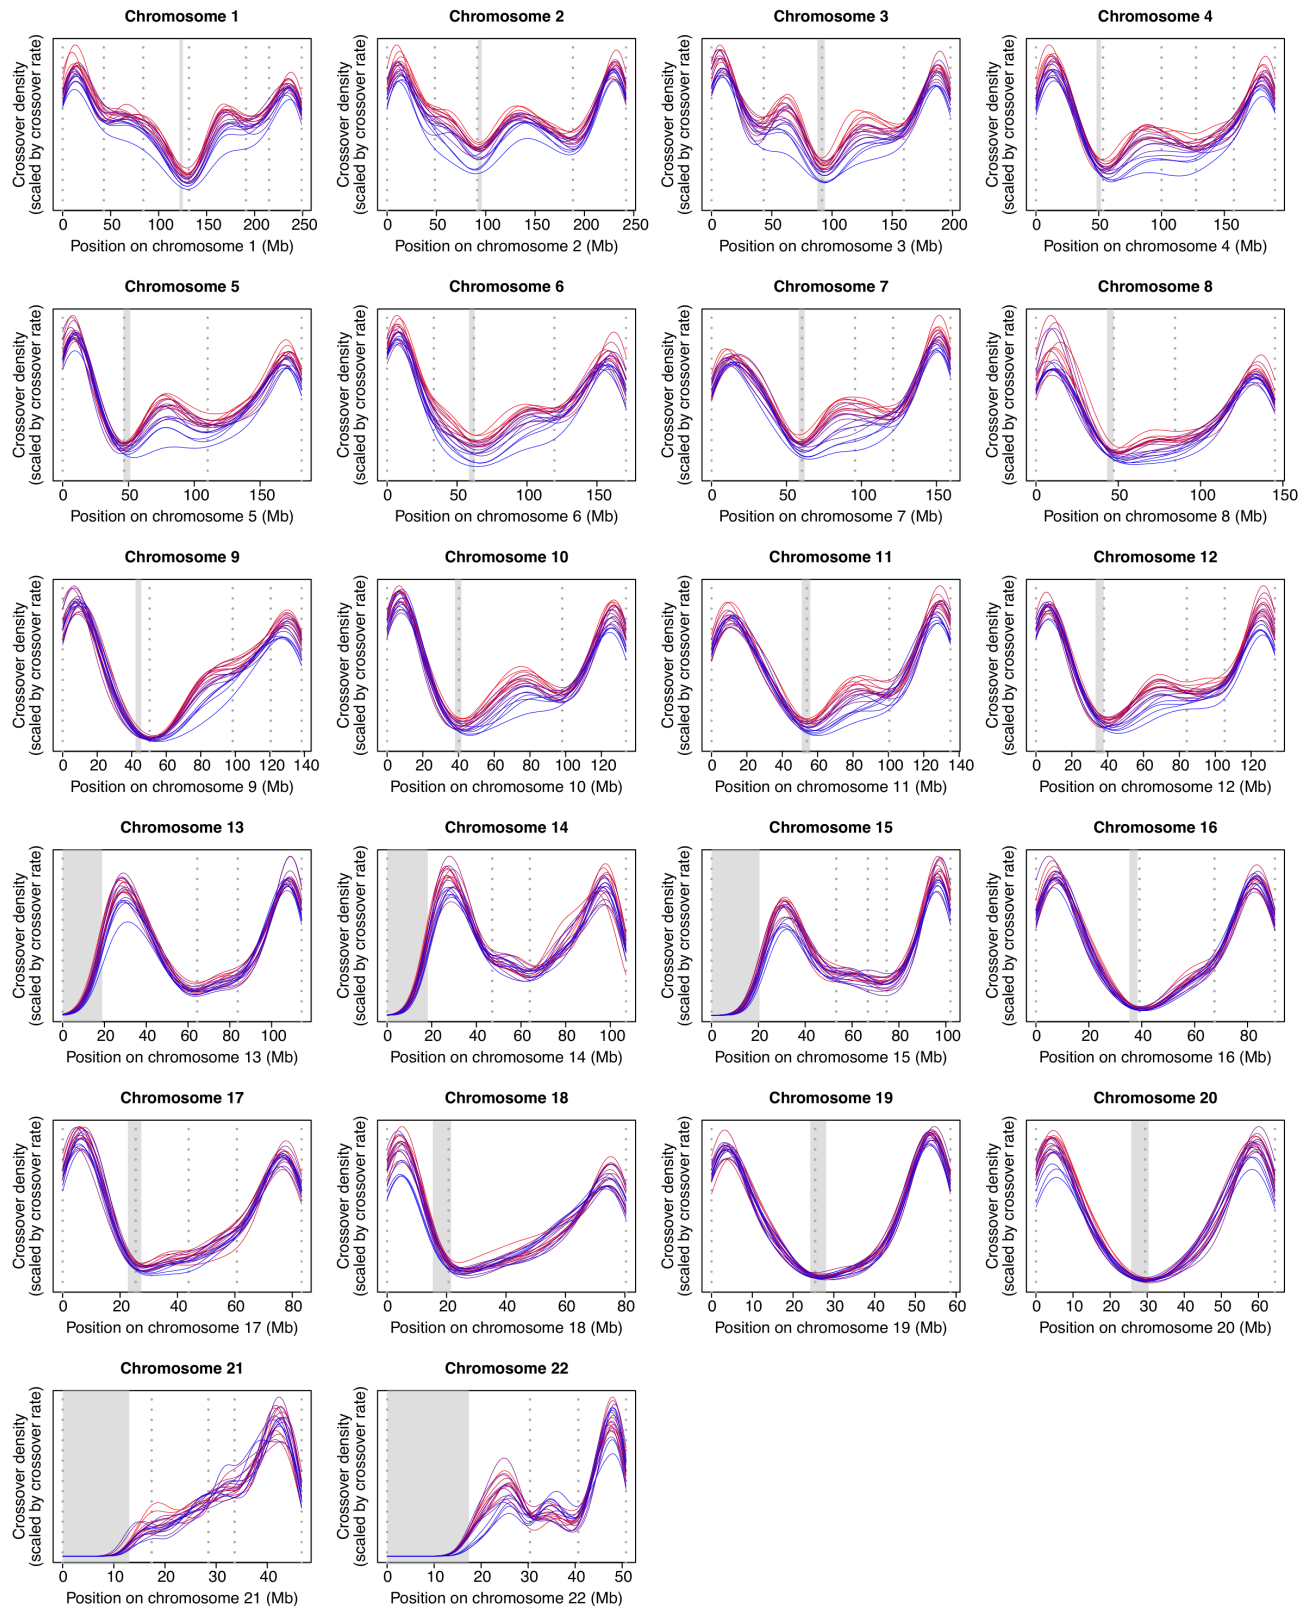 Chromosome 1
Crossover density
(scaled by crossover rate)
0 50 100 150 200 250
Position on chromosome 1 (Mb)
Chromosome 2
Crossover density
(scaled by crossover rate)
0 50 100 150 200 250
Position on chromosome 2 (Mb)
Chromosome 3
Crossover density
(scaled by crossover rate)
0 50 100 150 200
Position on chromosome 3 (Mb)
Chromosome 4
Crossover density
(scaled by crossover rate)
0 50 100 150
Position on chromosome 4 (Mb)
Chromosome 5
Crossover density
(scaled by crossover rate)
0 50 100 150
Position on chromosome 5 (Mb)
Chromosome 6
Crossover density
(scaled by crossover rate)
0 50 100 150
Position on chromosome 6 (Mb)
Chromosome 7
Crossover density
(scaled by crossover rate)
0 50 100 150
Position on chromosome 7 (Mb)
Chromosome 8
Crossover density
(scaled by crossover rate)
0 50 100 150
Position on chromosome 8 (Mb)
Chromosome 9
Crossover density
(scaled by crossover rate)
0 20 40 60 80 100 120 140
Position on chromosome 9 (Mb)
Chromosome 10
Crossover density
(scaled by crossover rate)
0 20 40 60 80 100 120
Position on chromosome 10 (Mb)
Chromosome 11
Crossover density
(scaled by crossover rate)
0 20 40 60 80 100 120 140
Position on chromosome 11 (Mb)
Chromosome 12
Crossover density
(scaled by crossover rate)
0 20 40 60 80 100 120
Position on chromosome 12 (Mb)
Chromosome 13
Crossover density
(scaled by crossover rate)
0 20 40 60 80 100
Position on chromosome 13 (Mb)
Chromosome 14
Crossover density
(scaled by crossover rate)
0 20 40 60 80 100
Position on chromosome 14 (Mb)
Chromosome 15
Crossover density
(scaled by crossover rate)
0 20 40 60 80 100
Position on chromosome 15 (Mb)
Chromosome 16
Crossover density
(scaled by crossover rate)
0 20 40 60 80
Position on chromosome 16 (Mb)
Chromosome 17
Crossover density
(scaled by crossover rate)
0 20 40 60 80
Position on chromosome 17 (Mb)
Chromosome 18
Crossover density
(scaled by crossover rate)
0 20 40 60 80
Position on chromosome 18 (Mb)
Chromosome 19
Crossover density
(scaled by crossover rate)
0 10 20 30 40 50 60
Position on chromosome 19 (Mb)
Chromosome 20
Crossover density
(scaled by crossover rate)
0 10 20 30 40 50 60
Position on chromosome 20 (Mb)
Chromosome 21
Crossover density
(scaled by crossover rate)
0 10 20 30 40
Position on chromosome 21 (Mb)
Chromosome 22
Crossover density
(scaled by crossover rate)
0 10 20 30 40 50
Position on chromosome 22 (Mb)